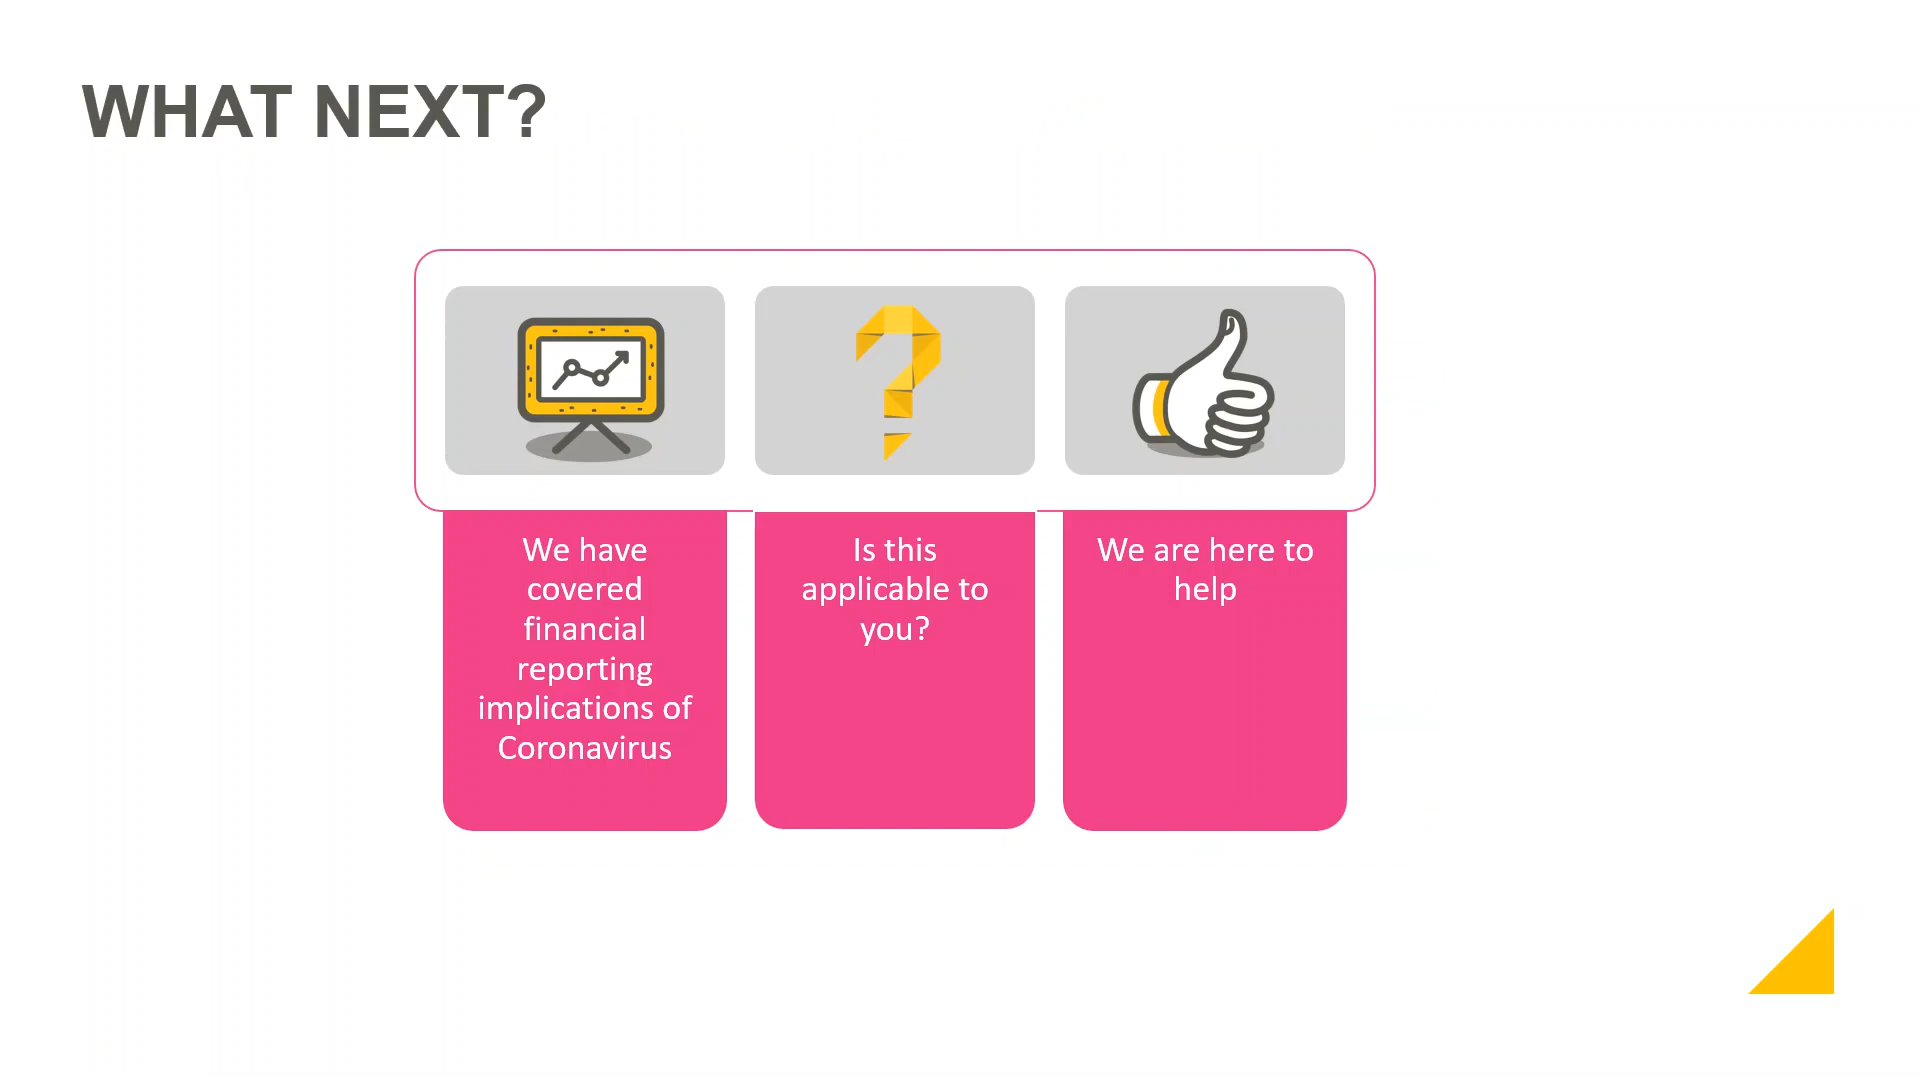 WHAT NEXT?
We have
covered
financial
reporting
implications of
Coronavirus
Is this
applicable to
you?
We are here to
help